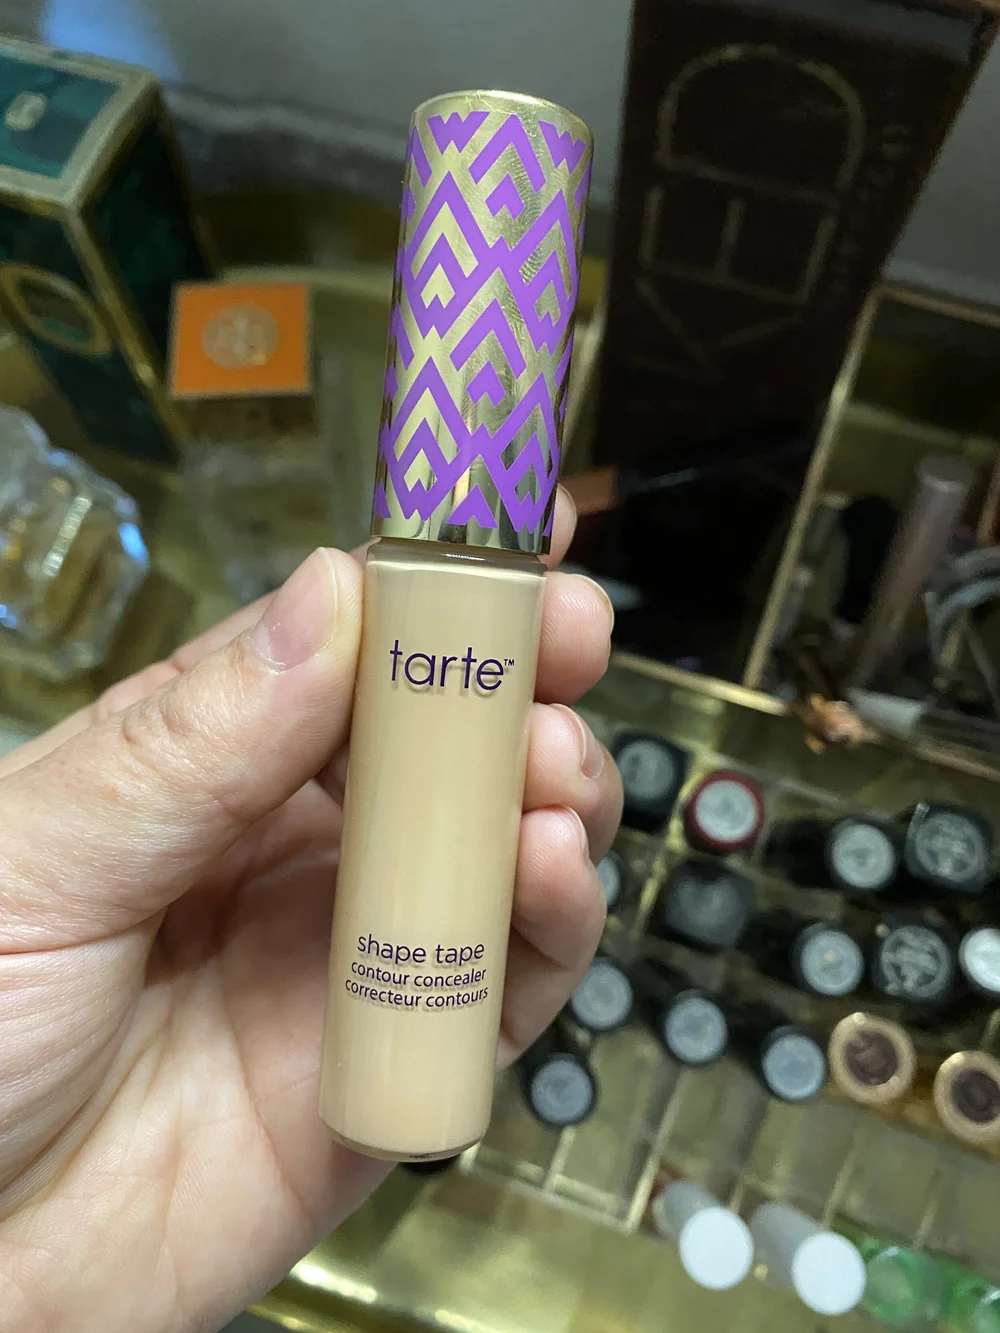 tarte™
shape tape
contour concealer
correcteur contours